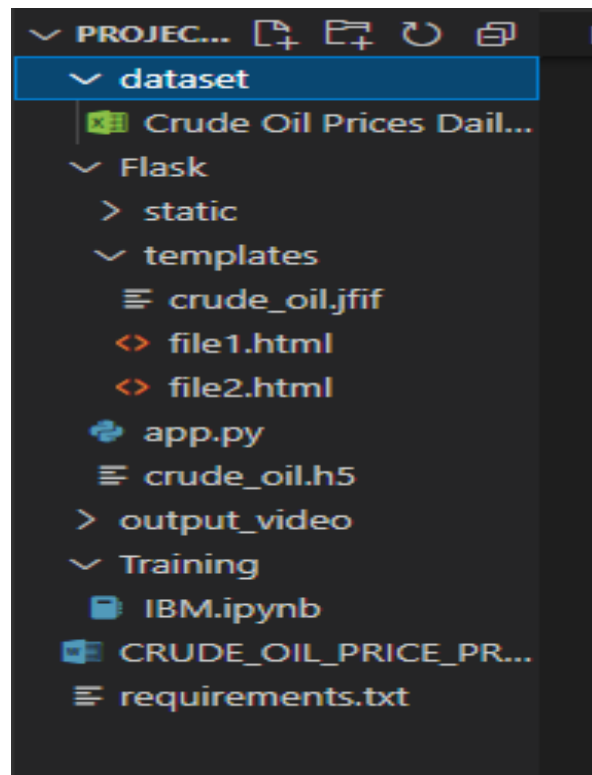 PROJEC...
dataset
Crude Oil Prices Dail...
Flask
static
templates
crude_oil.jfif
file1.html
file2.html
app.py
crude_oil.h5
output_video
Training
IBM.ipynb
CRUDE_OIL_PRICE_PR...
requirements.txt